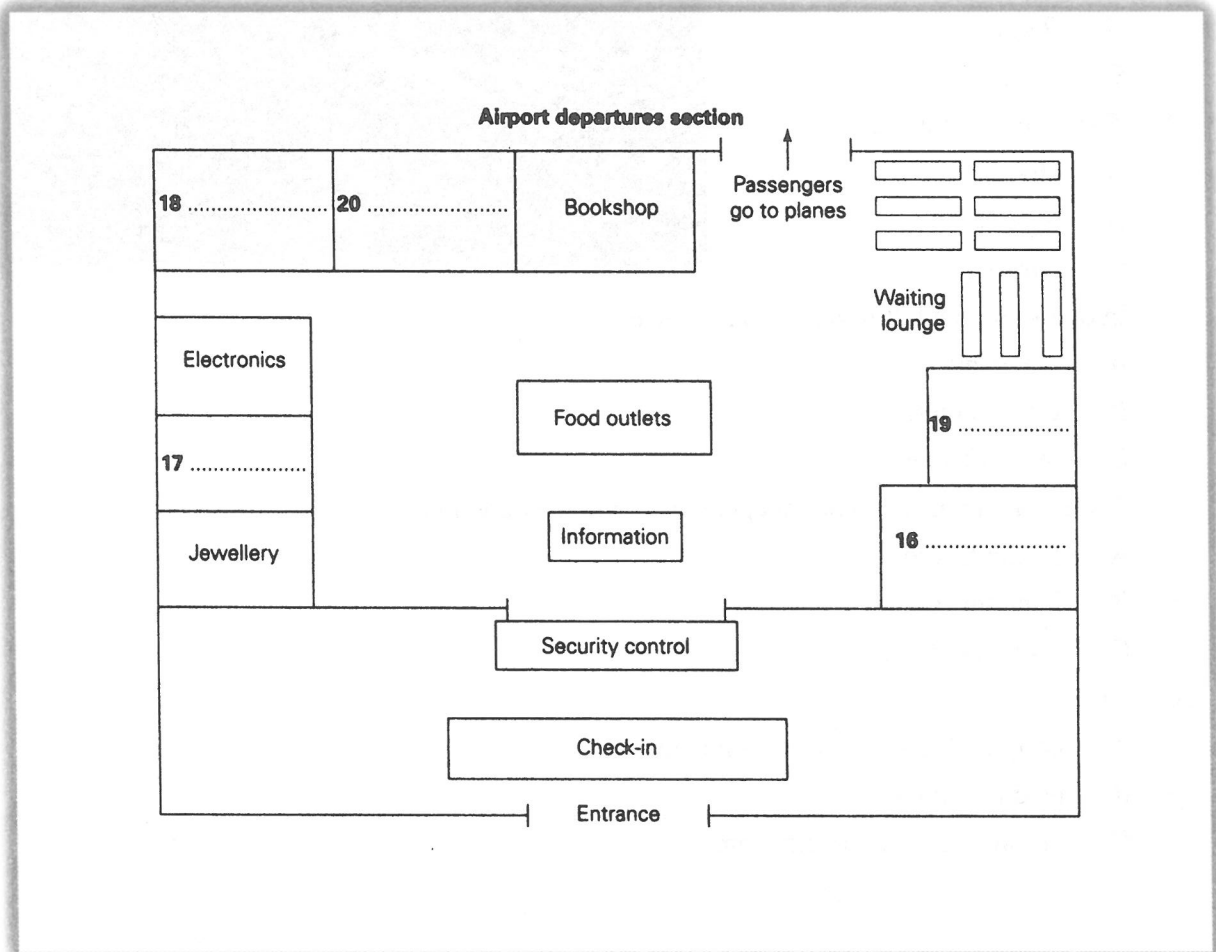 Airport departures section
18 ........................ 20 ........................ Bookshop
Passengers
go to planes
Waiting
lounge
Electronics
Food outlets
19 ...................
17 ....................
Information
16 ........................
Jewellery
Security control
Check-in
Entrance